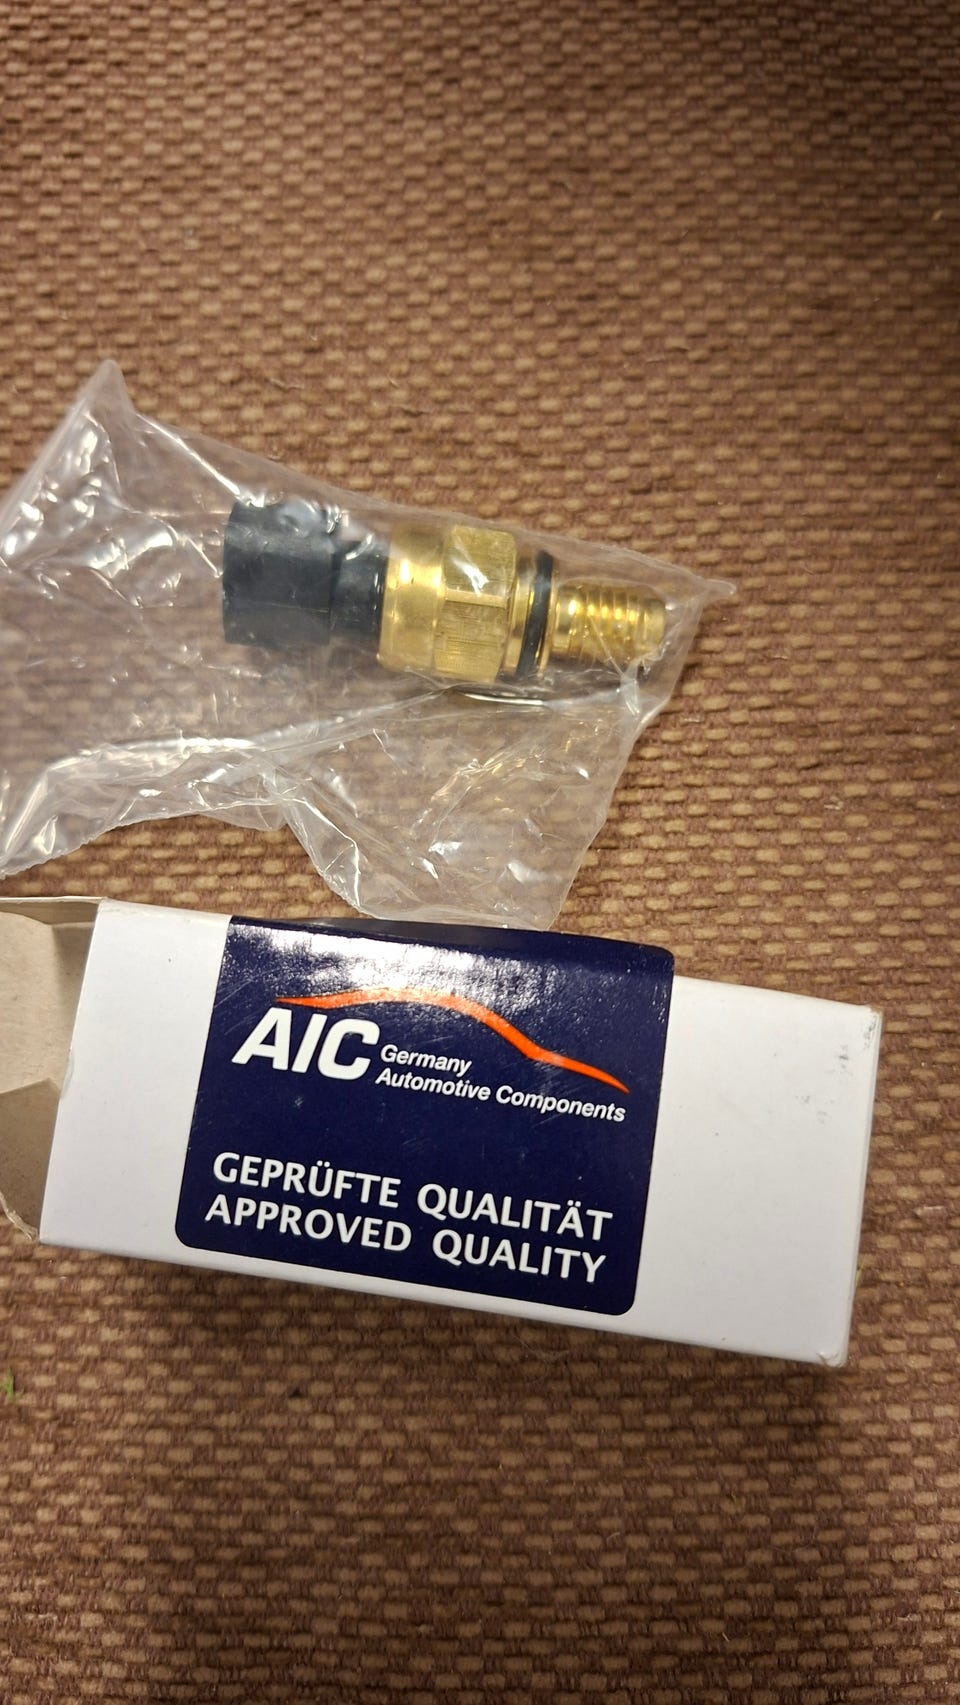 AIC
Germany
Automotive Components
GEPRÜFTE QUALITÄT
APPROVED QUALITY